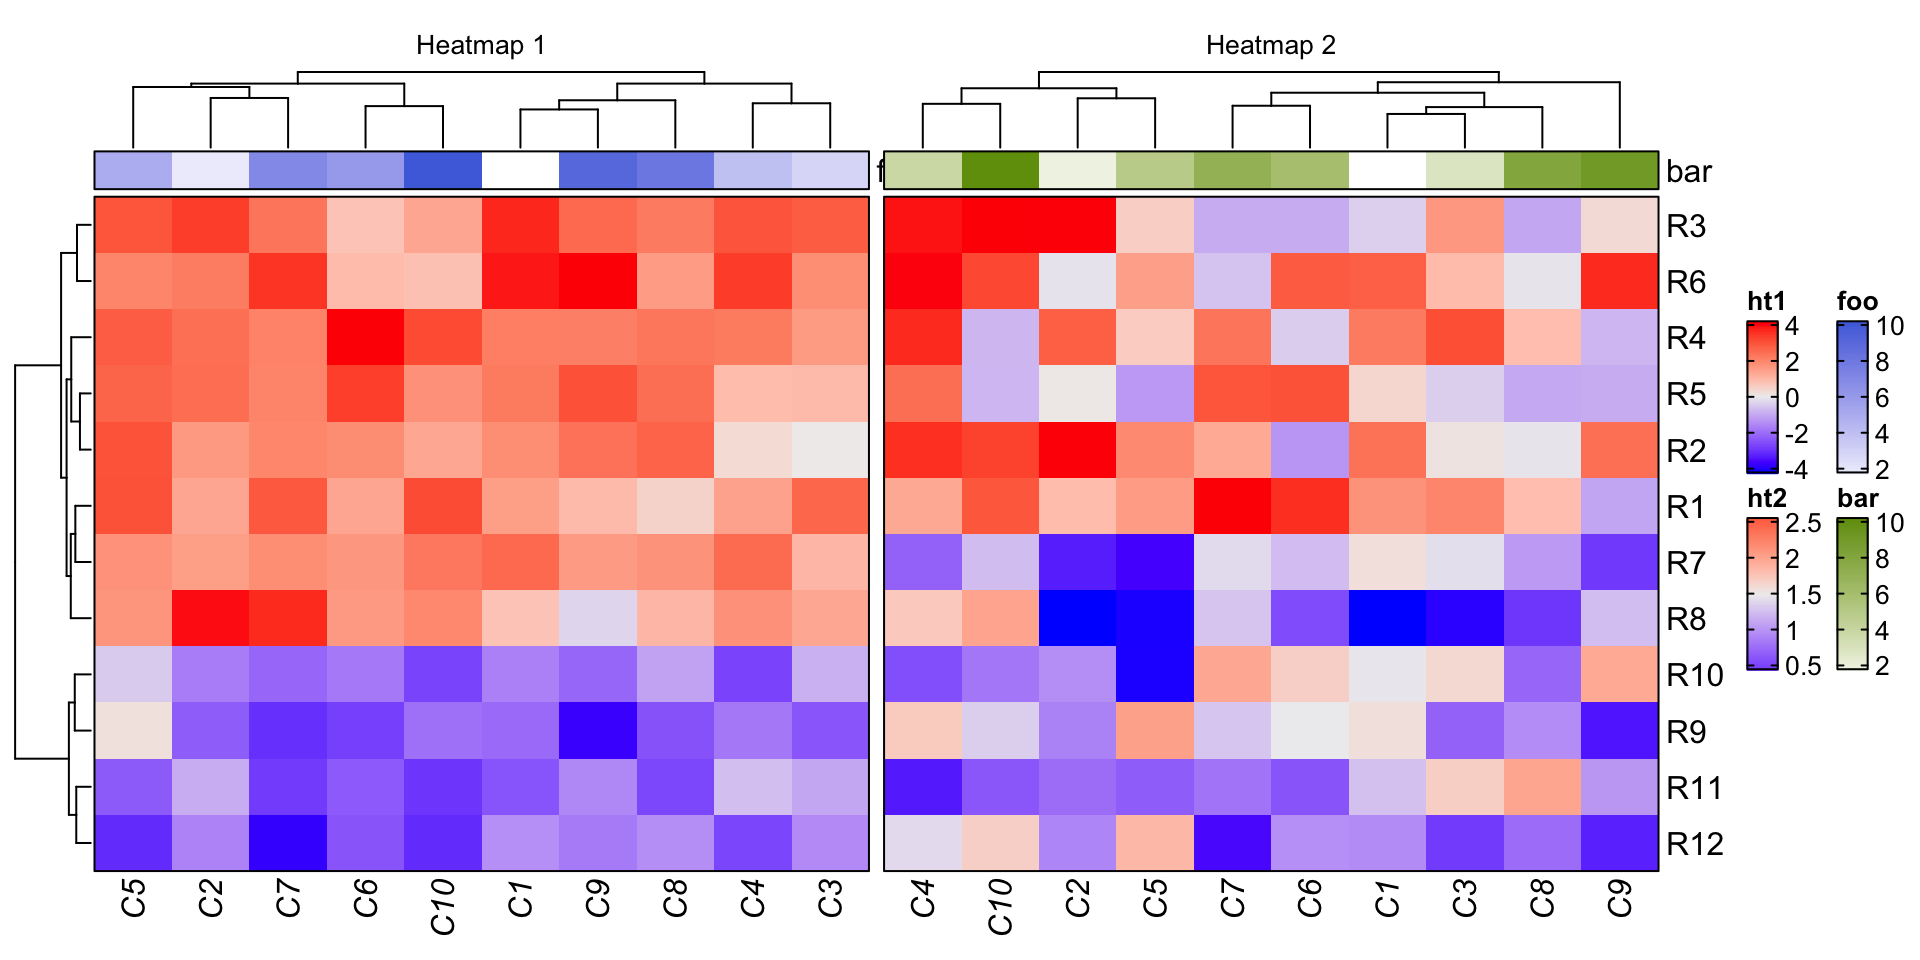 Heatmap 1
Heatmap 2
f
bar
R3
R6
R4
R5
R2
R1
R7
R8
R10
R9
R11
R12
C5 C2 C7 C6 C10 C1 C9 C8 C4 C3
C4 C10 C2 C5 C7 C6 C1 C3 C8 C9
ht1
4
2
0
-2
-4
foo
10
8
6
4
2
ht2
2.5
2
1.5
1
0.5
bar
10
8
6
4
2